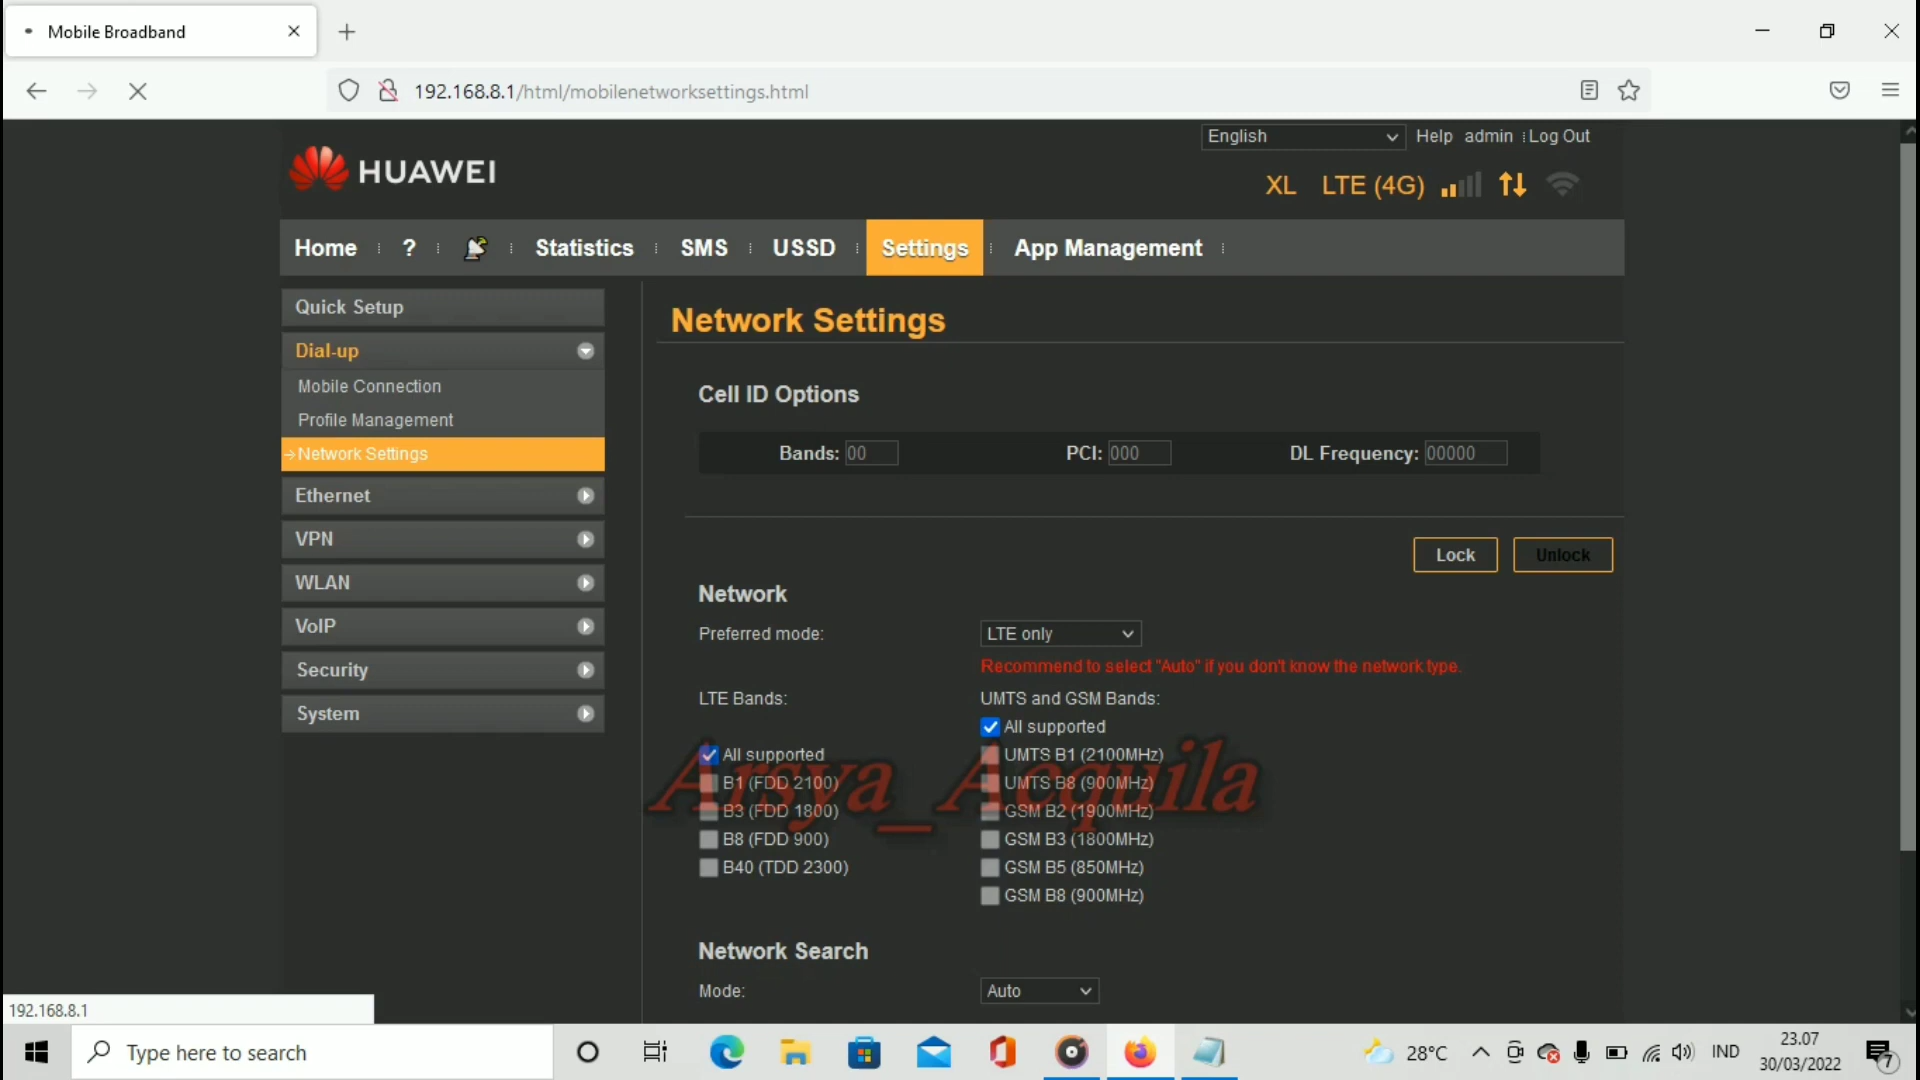 Mobile Broadband
192.168.8.1/html/mobilenetworksettings.html
English Help admin Log Out
HUAWEI
XL LTE (4G)
Home ? Statistics SMS USSD Settings App Management
Quick Setup
Dial-up
Mobile Connection
Profile Management
Network Settings
Ethernet
VPN
WLAN
VoIP
Security
System
Network Settings
Cell ID Options
Bands: 00 PCI: 000 DL Frequency: 00000
Lock Unlock
Network
Preferred mode: LTE only
Recommend to select "Auto" if you don't know the network type.
LTE Bands:
All supported
B1 (FDD 2100)
B3 (FDD 1800)
B8 (FDD 900)
B40 (TDD 2300)
UMTS and GSM Bands:
All supported
UMTS B1 (2100MHz)
UMTS B8 (900MHz)
GSM B2 (1900MHz)
GSM B3 (1800MHz)
GSM B5 (850MHz)
GSM B8 (900MHz)
Arsya_Acquila
Network Search
Mode: Auto
192.168.8.1
Type here to search
28°C
IND
23.07
30/03/2022
7